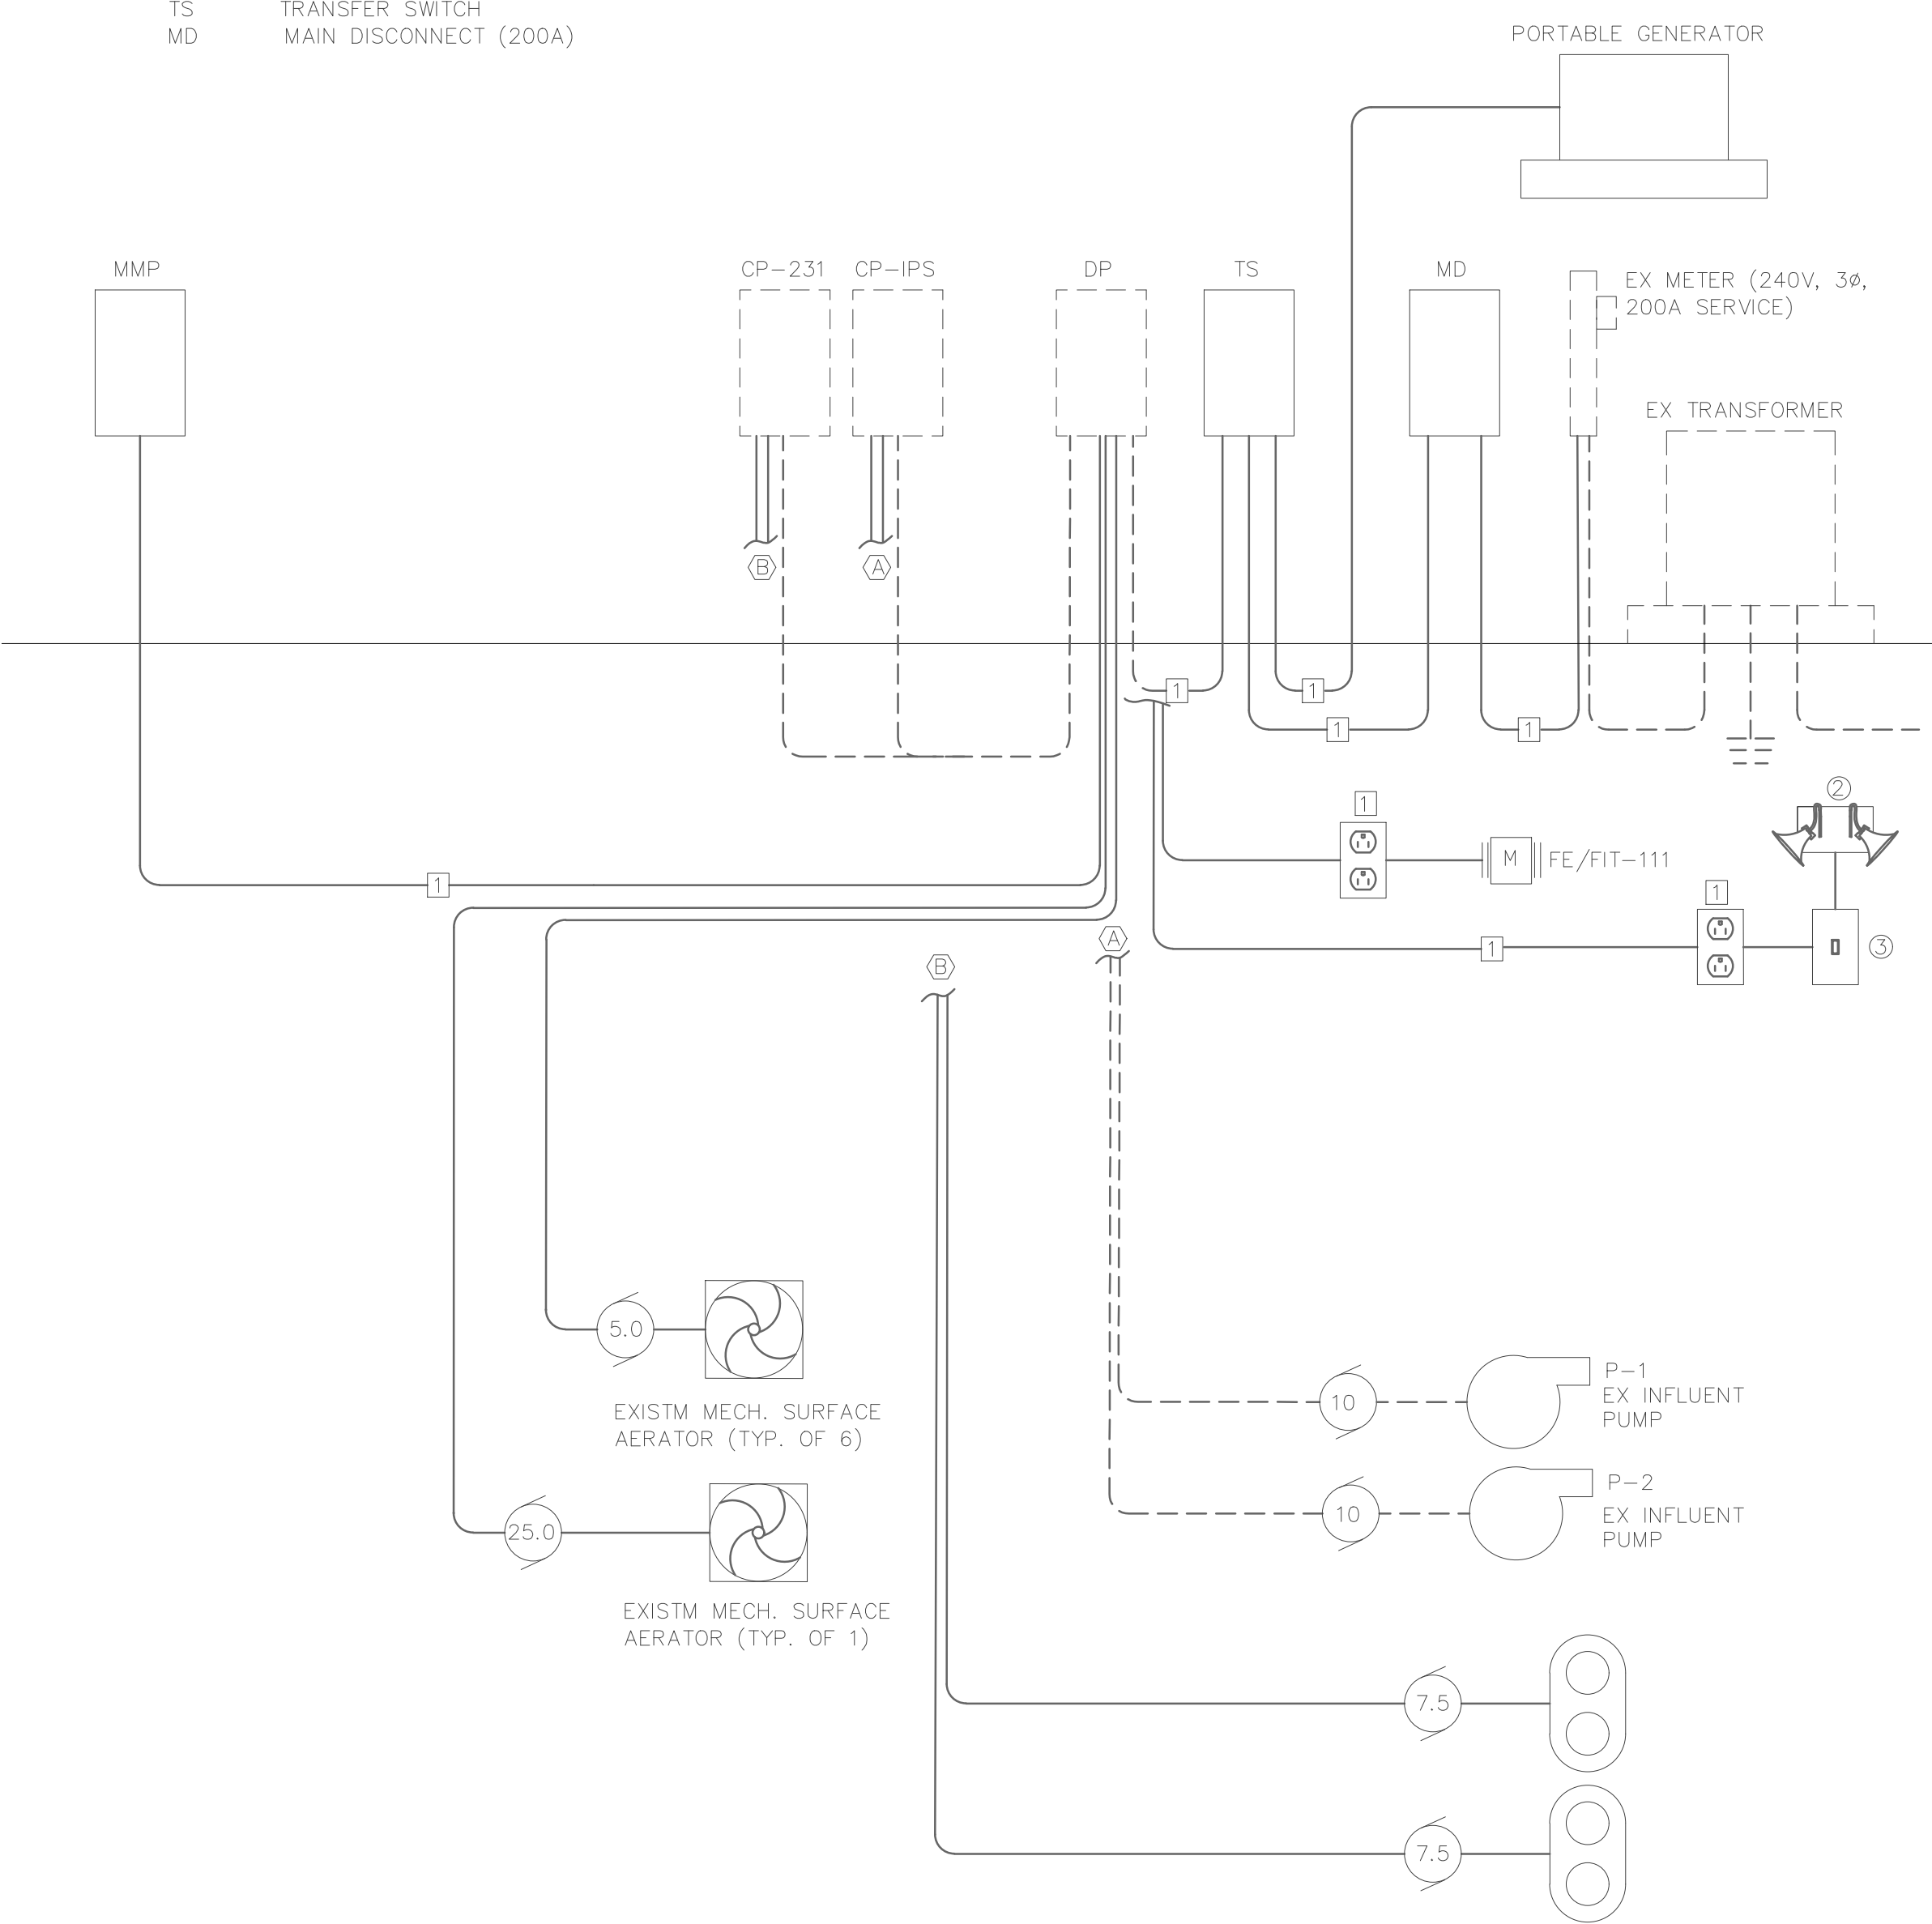 TS TRANSFER SWITCH
MD MAIN DISCONNECT (200A)
PORTABLE GENERATOR
MMP
CP-231
CP-IPS
DP
TS
MD
EX METER (240V, 3ø,
200A SERVICE)
EX TRANSFORMER
B
A
1
1
1
1
2
1
M
FE/FIT-111
1
1
A
1
3
B
5.0
EXISTM MECH. SURFACE
AERATOR (TYP. OF 6)
10
P-1
EX INFLUENT
PUMP
25.0
10
P-2
EX INFLUENT
PUMP
EXISTM MECH. SURFACE
AERATOR (TYP. OF 1)
7.5
7.5